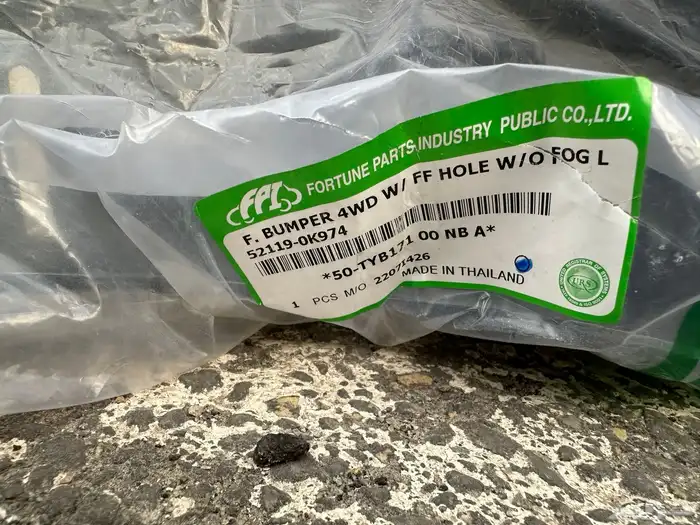 FPI FORTUNE PARTS INDUSTRY PUBLIC CO.,LTD.
F. BUMPER 4WD W/ FF HOLE W/O FOG L
52119-0K974
*50-TYB171 00 NB A*
1 PCS M/O. 22071426
MADE IN THAILAND
URS